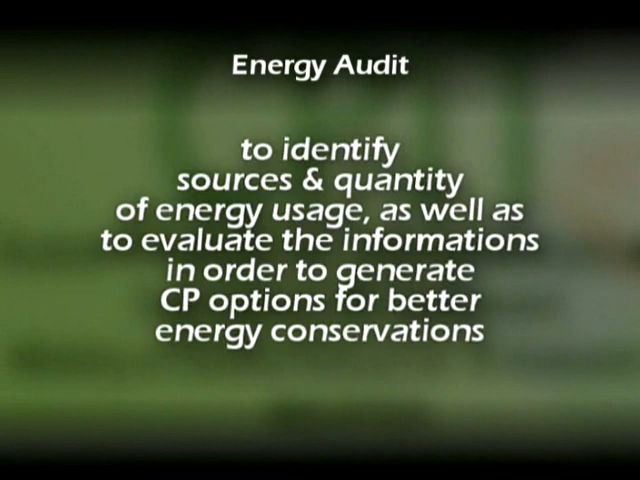 Energy Audit
to identify
sources & quantity
of energy usage, as well as
to evaluate the informations
in order to generate
CP options for better
energy conservations